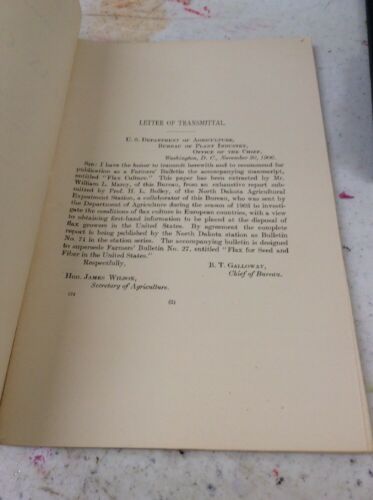 LETTER OF TRANSMITTAL.
U. S. DEPARTMENT OF AGRICULTURE,
BUREAU OF PLANT INDUSTRY,
OFFICE OF THE CHIEF,
Washington, D. C., November 20, 1906.
SIR: I have the honor to transmit herewith and to recommend for
publication as a Farmers' Bulletin the accompanying manuscript,
entitled "Flax Culture." This paper has been extracted by Mr.
William L. Marcy, of this Bureau, from an exhaustive report sub-
mitted by Prof. H. L. Bolley, of the North Dakota Agricultural
Experiment Station, a collaborator of this Bureau, who was sent by
the Department of Agriculture during the season of 1903 to investi-
gate the conditions of flax culture in European countries, with a view
to obtaining first-hand information to be placed at the disposal of
flax growers in the United States. By agreement the complete
report is being published by the North Dakota station as Bulletin
No. 71 in the station series. The accompanying bulletin is designed
to supersede Farmers' Bulletin No. 27, entitled "Flax for Seed and
Fiber in the United States."
Respectfully,
B. T. GALLOWAY,
Chief of Bureau.
Hon. JAMES WILSON,
Secretary of Agriculture.
274
(2)